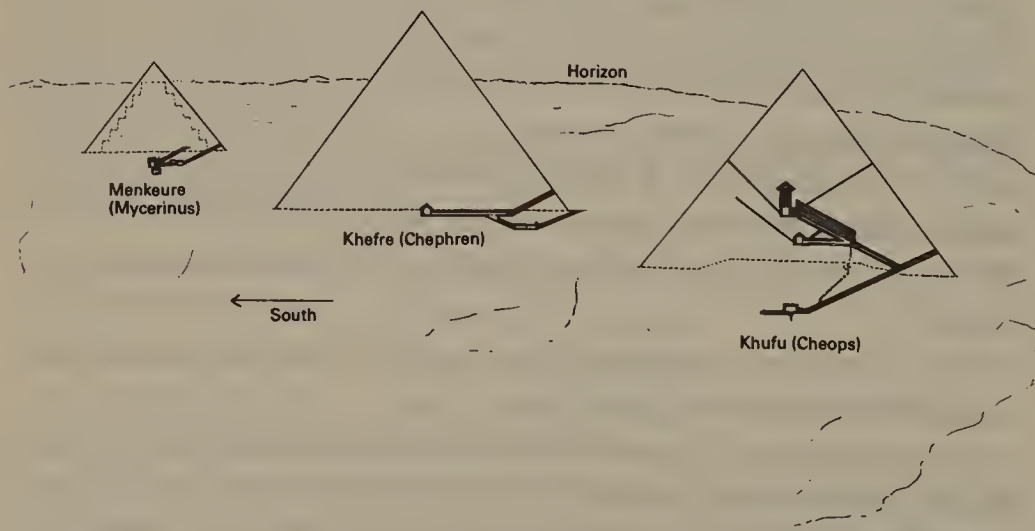 Horizon
Menkeure
(Mycerinus)
Khefre (Chephren)
South
Khufu (Cheops)